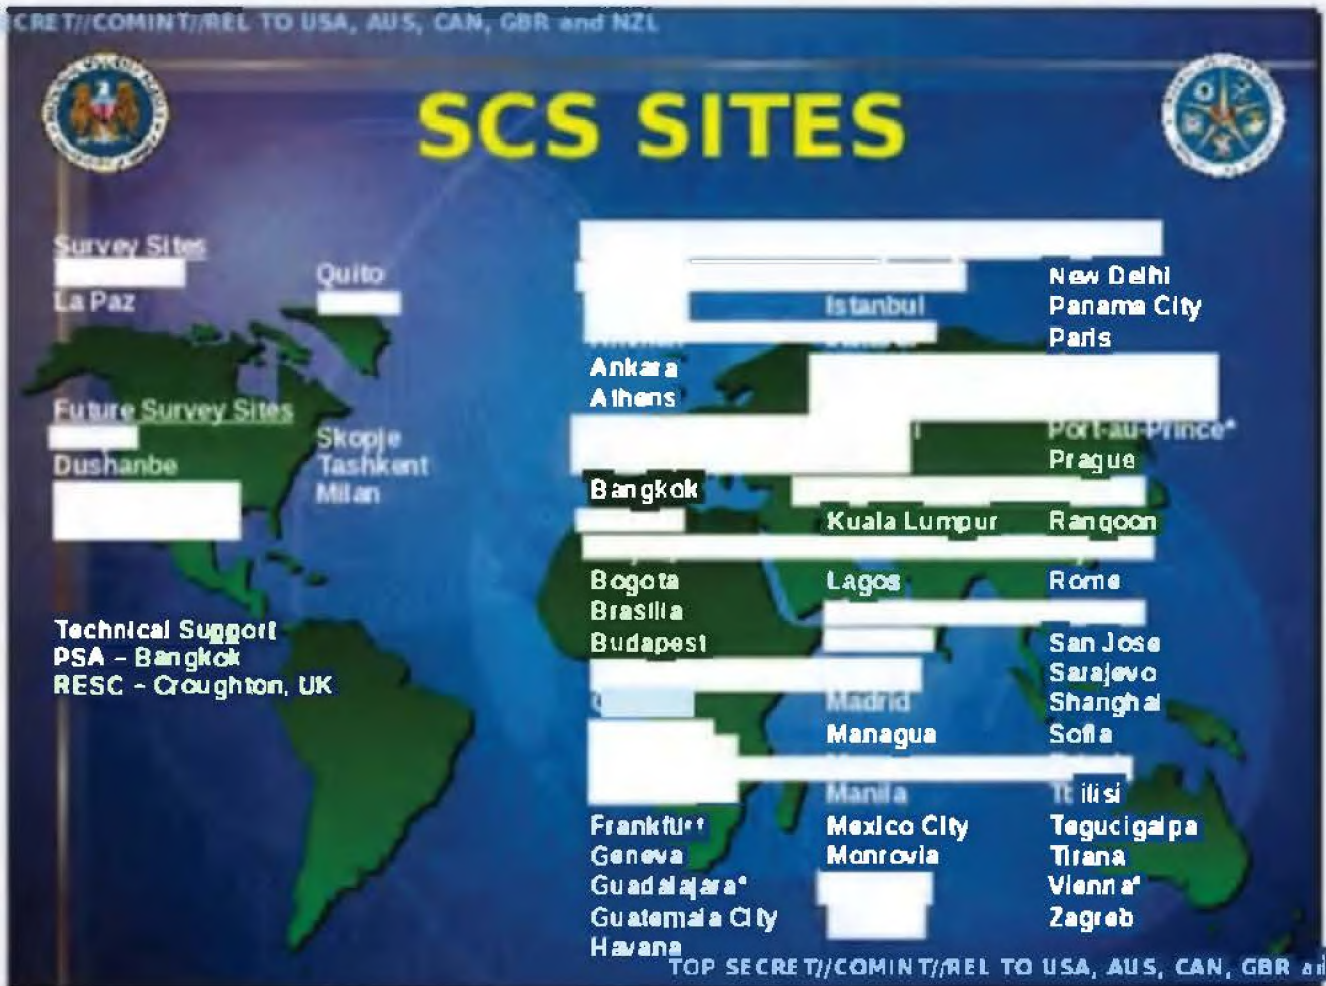 CRET//COMINT//REL TO USA, AUS, CAN, GBR and NZL
SCS SITES
Survey Sites
La Paz
Quito
Future Survey Sites
Dushanbe
Skopje
Tashkent
Milan
Technical Support
PSA – Bangkok
RESC – Croughton, UK
Ankara
Athens
Bangkok
Bogota
Brasilia
Budapest
Frankfurt
Geneva
Guadalajara*
Guatemala City
Havana
Istanbul
Kuala Lumpur
Lagos
Madrid
Managua
Manila
Mexico City
Monrovia
New Delhi
Panama City
Paris
Port-au-Prince*
Prague
Rangoon
Rome
San Jose
Sarajevo
Shanghai
Sofia
Tbilisi
Tegucigalpa
Tirana
Vienna*
Zagreb
TOP SECRET//COMINT//REL TO USA, AUS, CAN, GBR